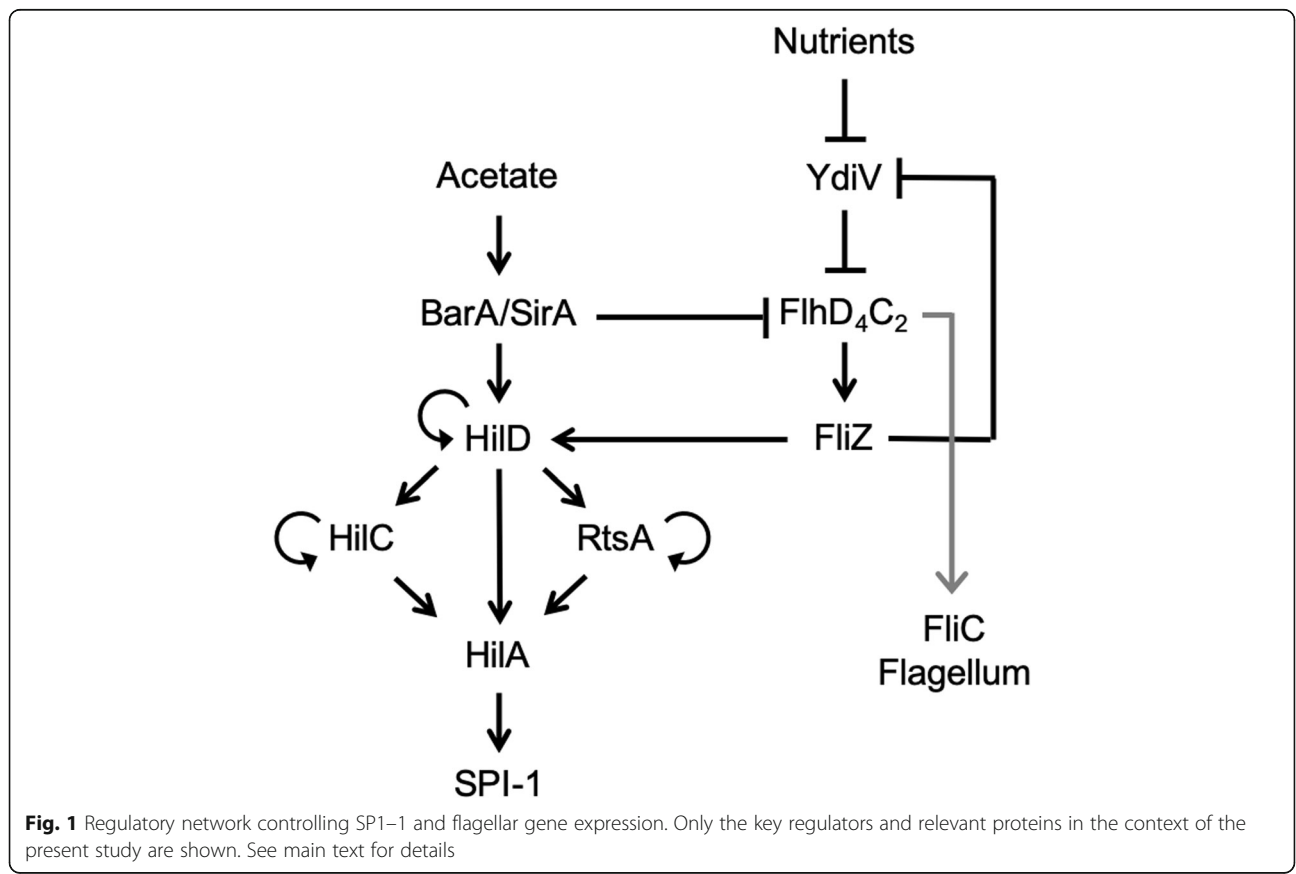 Nutrients
Acetate
YdiV
BarA/SirA
FlhD₄C₂
HilD
FliZ
HilC
RtsA
HilA
FliC
Flagellum
SPI-1
Fig. 1 Regulatory network controlling SP1–1 and flagellar gene expression. Only the key regulators and relevant proteins in the context of the
present study are shown. See main text for details